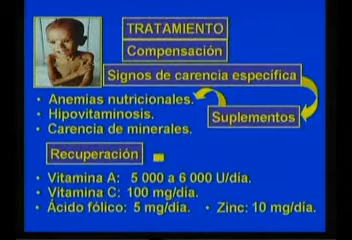 TRATAMIENTO
Compensación
Signos de carencia específica
• Anemias nutricionales.
• Hipovitaminosis.
Suplementos
• Carencia de minerales.
Recuperación
• Vitamina A: 5 000 a 6 000 U/día.
• Vitamina C: 100 mg/día.
• Ácido fólico: 5 mg/día. • Zinc: 10 mg/día.